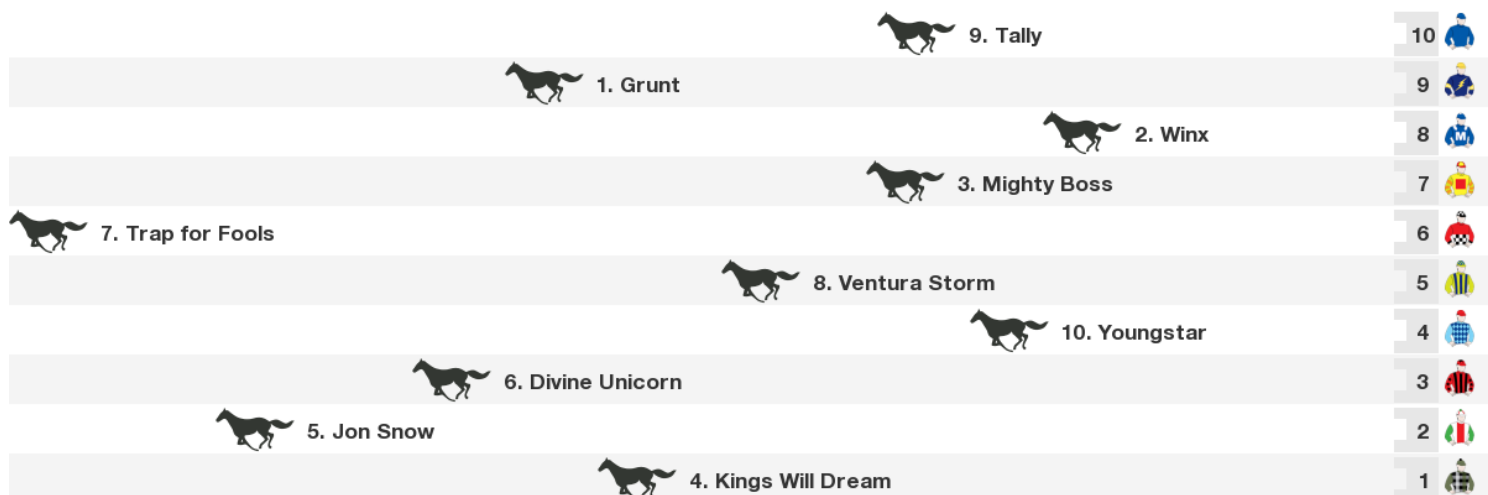 9. Tally 10
1. Grunt 9
2. Winx 8
M
3. Mighty Boss 7
7. Trap for Fools 6
8. Ventura Storm 5
10. Youngstar 4
6. Divine Unicorn 3
5. Jon Snow 2
4. Kings Will Dream 1